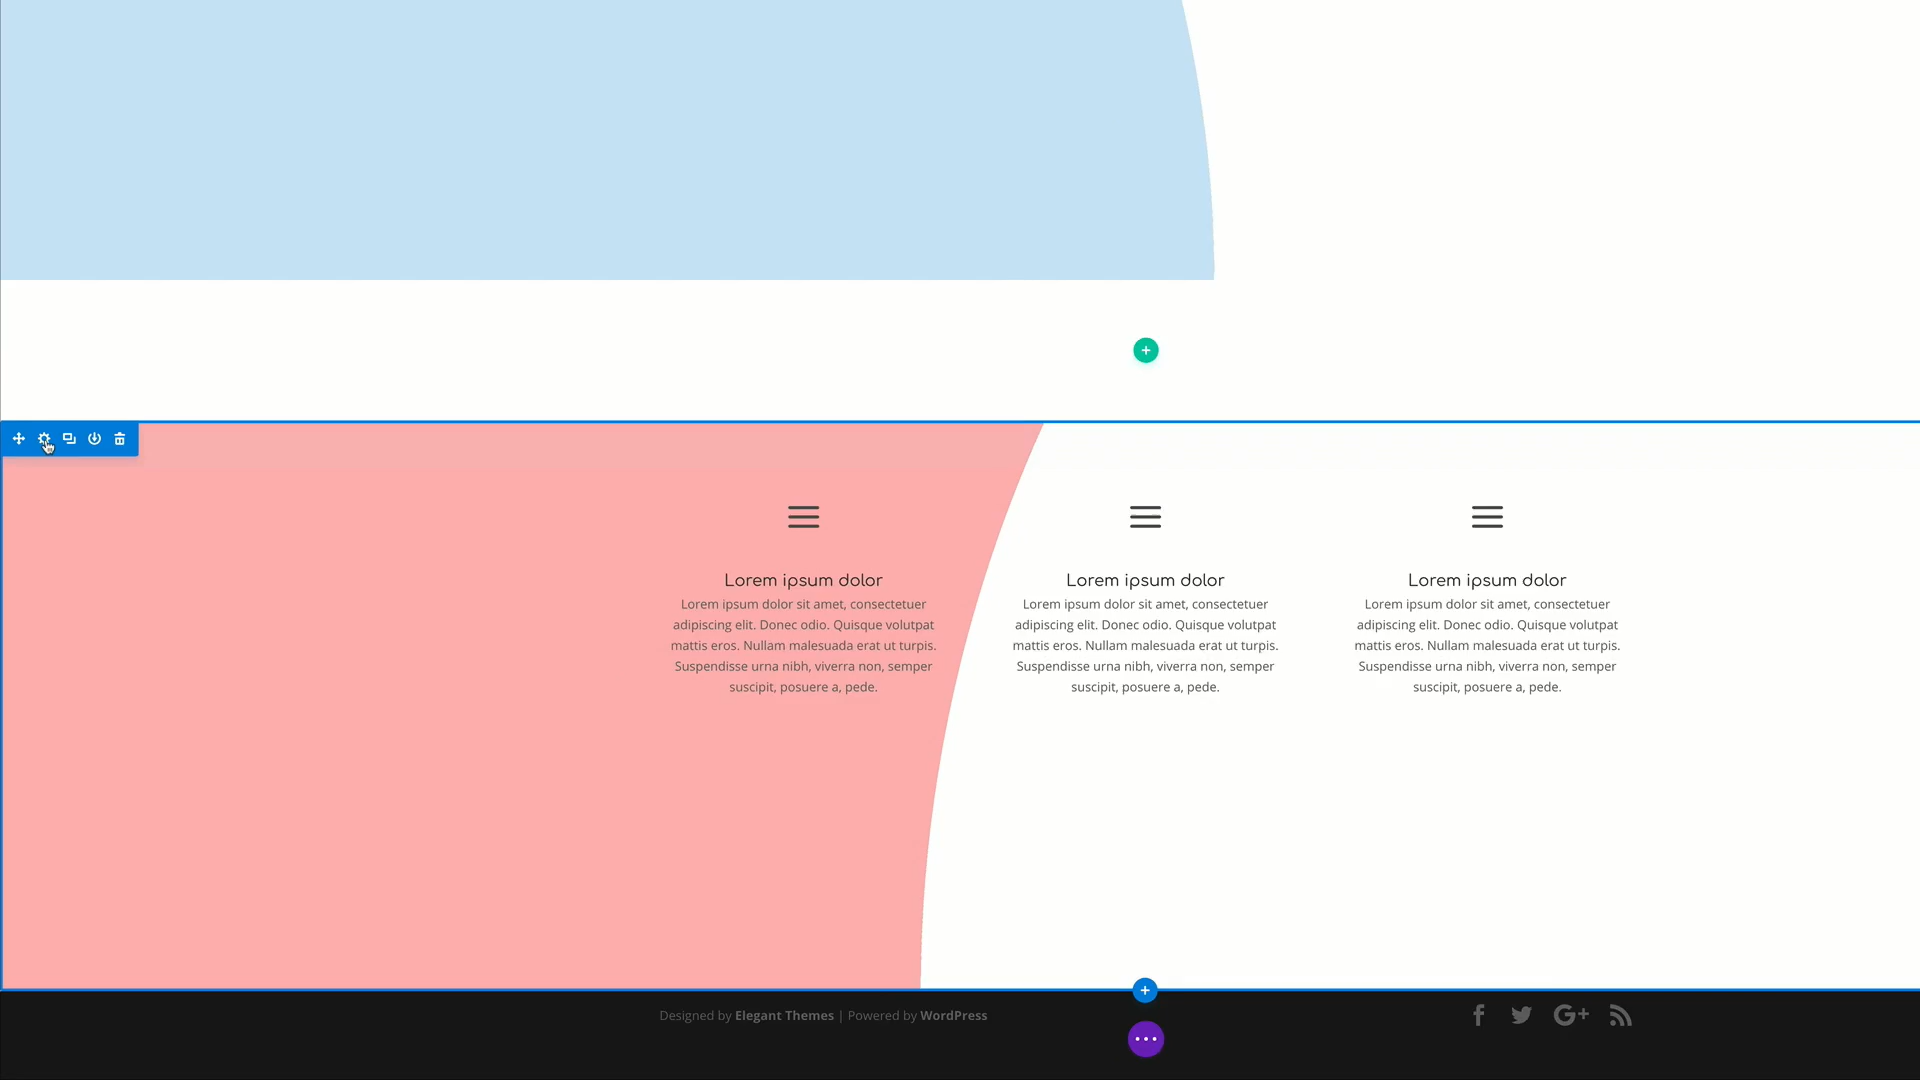 Lorem ipsum dolor
Lorem ipsum dolor sit amet, consectetuer
adipiscing elit. Donec odio. Quisque volutpat
mattis eros. Nullam malesuada erat ut turpis.
Suspendisse urna nibh, viverra non, semper
suscipit, posuere a, pede.
Lorem ipsum dolor
Lorem ipsum dolor sit amet, consectetuer
adipiscing elit. Donec odio. Quisque volutpat
mattis eros. Nullam malesuada erat ut turpis.
Suspendisse urna nibh, viverra non, semper
suscipit, posuere a, pede.
Lorem ipsum dolor
Lorem ipsum dolor sit amet, consectetuer
adipiscing elit. Donec odio. Quisque volutpat
mattis eros. Nullam malesuada erat ut turpis.
Suspendisse urna nibh, viverra non, semper
suscipit, posuere a, pede.
Designed by Elegant Themes | Powered by WordPress